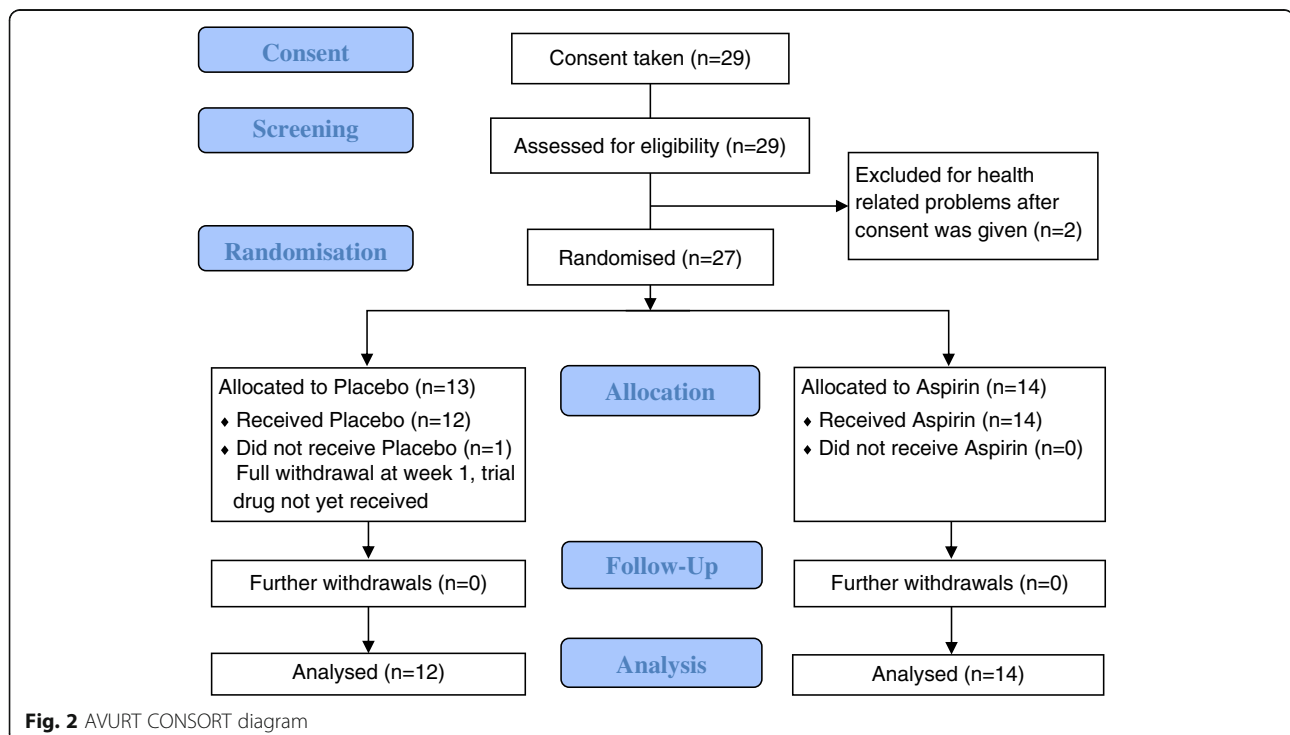 Consent
Consent taken (n=29)
Screening
Assessed for eligibility (n=29)
Excluded for health
related problems after
consent was given (n=2)
Randomisation
Randomised (n=27)
Allocated to Placebo (n=13)
♦ Received Placebo (n=12)
♦ Did not receive Placebo (n=1)
Full withdrawal at week 1, trial
drug not yet received
Allocation
Allocated to Aspirin (n=14)
♦ Received Aspirin (n=14)
♦ Did not receive Aspirin (n=0)
Follow-Up
Further withdrawals (n=0)
Further withdrawals (n=0)
Analysis
Analysed (n=12)
Analysed (n=14)
Fig. 2 AVURT CONSORT diagram